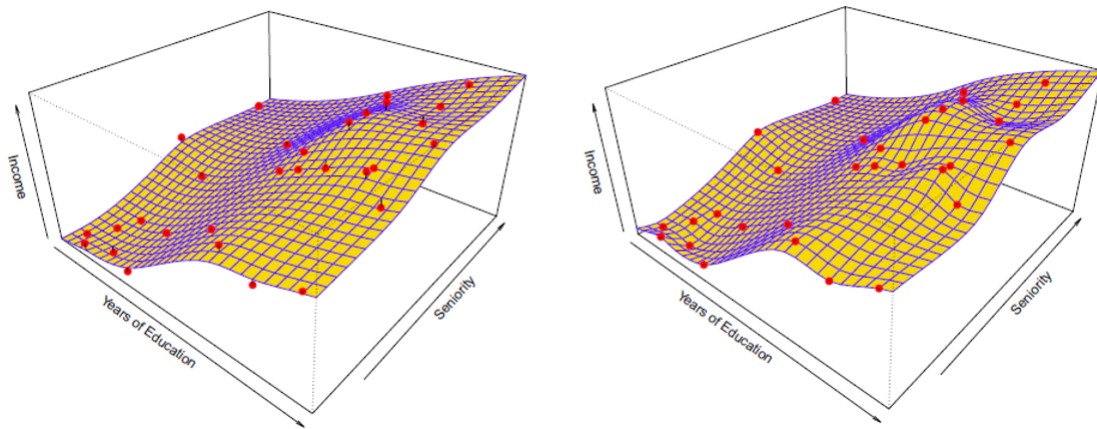 Income
Years of Education
Seniority
Income
Years of Education
Seniority